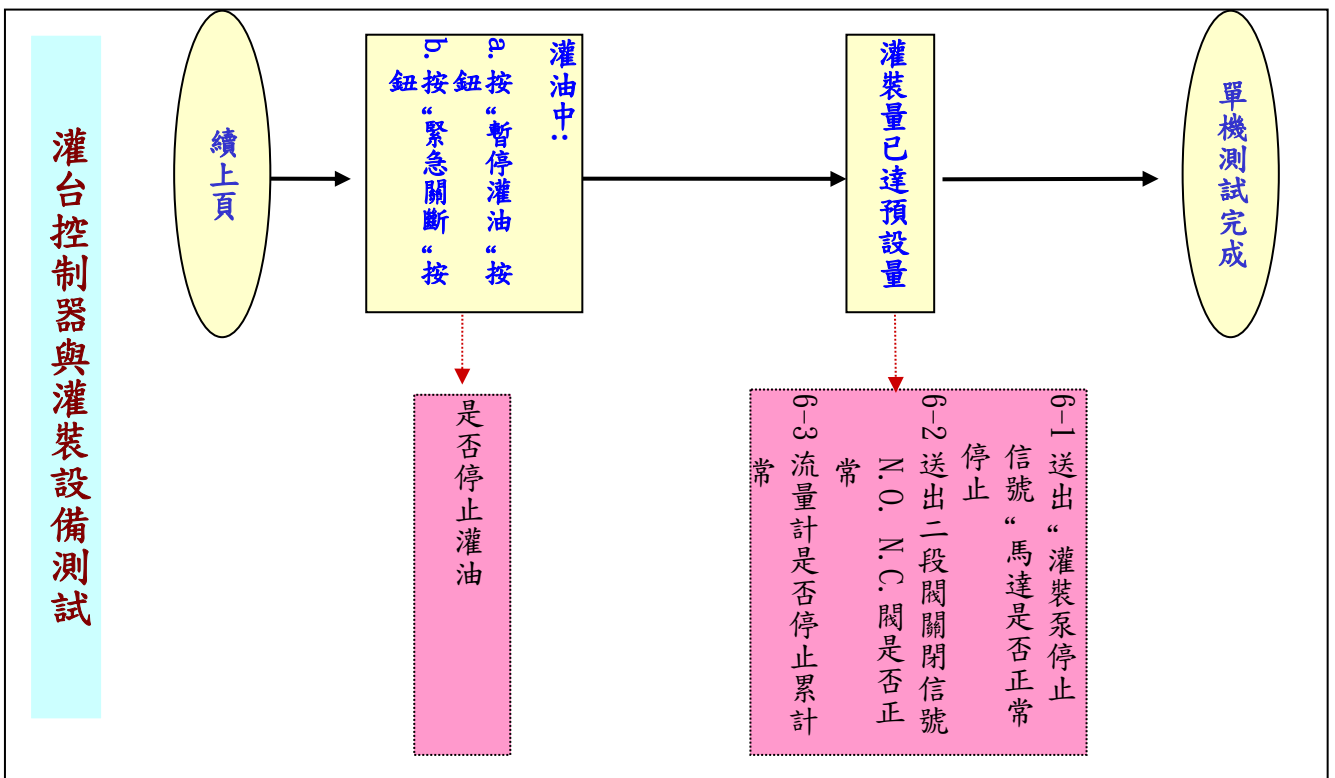 灌台控制器與灌裝設備測試
續上頁
灌油中:
a. 按“暫停灌油“按
鈕
b. 按“緊急關斷“按
鈕
灌裝量已達預設量
單機測試完成
是否停止灌油
6-1 送出“灌裝泵停止
信號“馬達是否正常
停止
6-2 送出二段閥關閉信號
N.O. N.C. 閥是否正
常
6-3 流量計是否停止累計
常